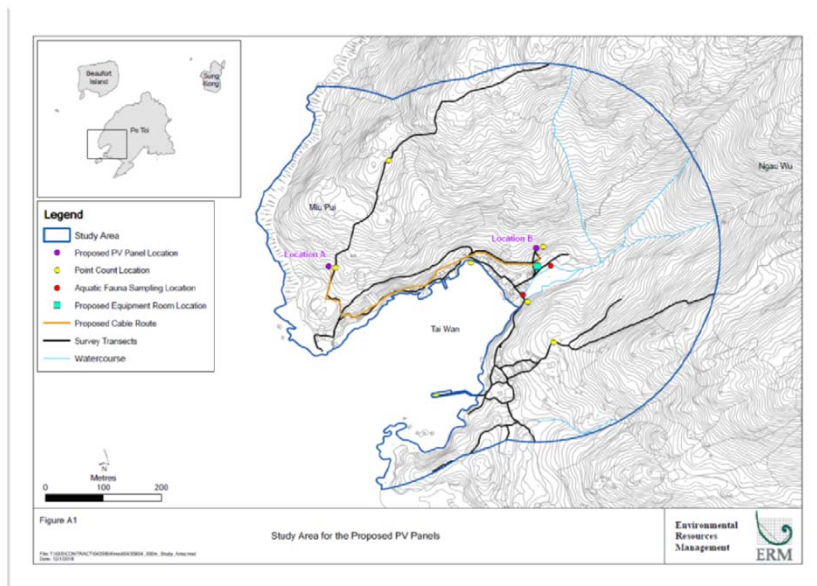 Beaufort
Island
Sung
Kong
Po Toi
Legend
Study Area
Proposed PV Panel Location
Point Count Location
Aquatic Fauna Sampling Location
Proposed Equipment Room Location
Proposed Cable Route
Survey Transects
Watercourse
Ngau Wu
Miu Pui
Location A
Location B
Tai Wan
N
Metres
0 100 200
Figure A1
Study Area for the Proposed PV Panels
Environmental
Resources
Management
ERM